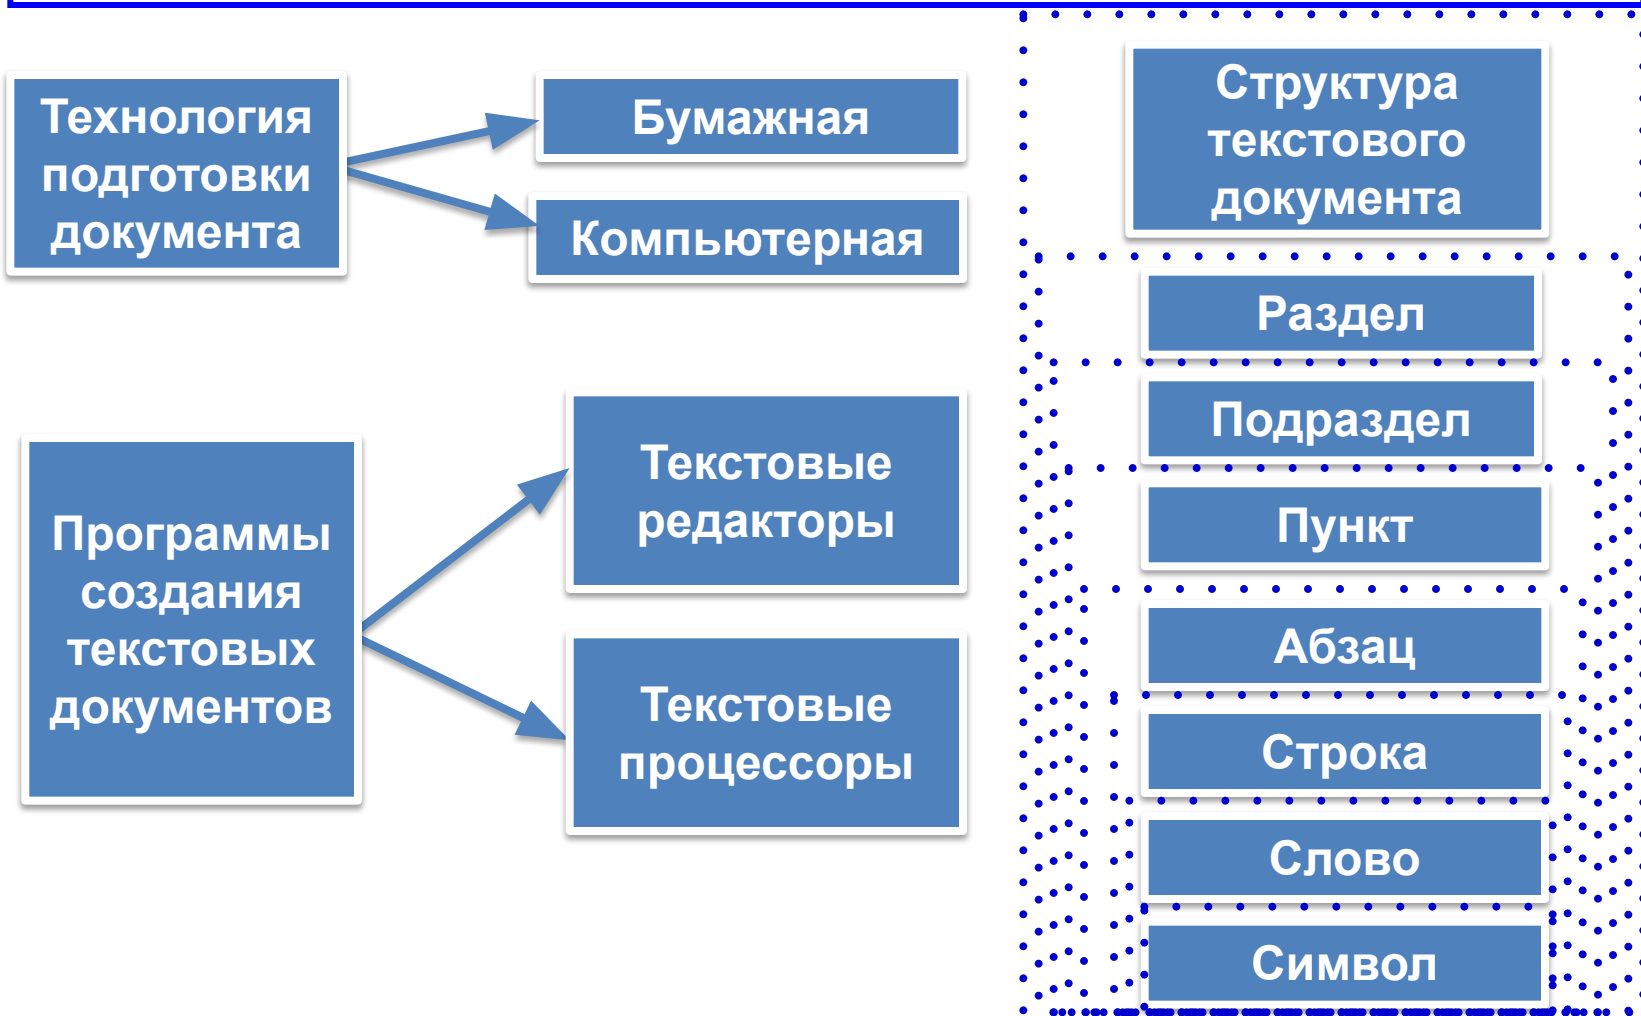 Технология
подготовки
документа
Бумажная
Компьютерная
Программы
создания
текстовых
документов
Текстовые
редакторы
Текстовые
процессоры
Структура
текстового
документа
Раздел
Подраздел
Пункт
Абзац
Строка
Слово
Символ